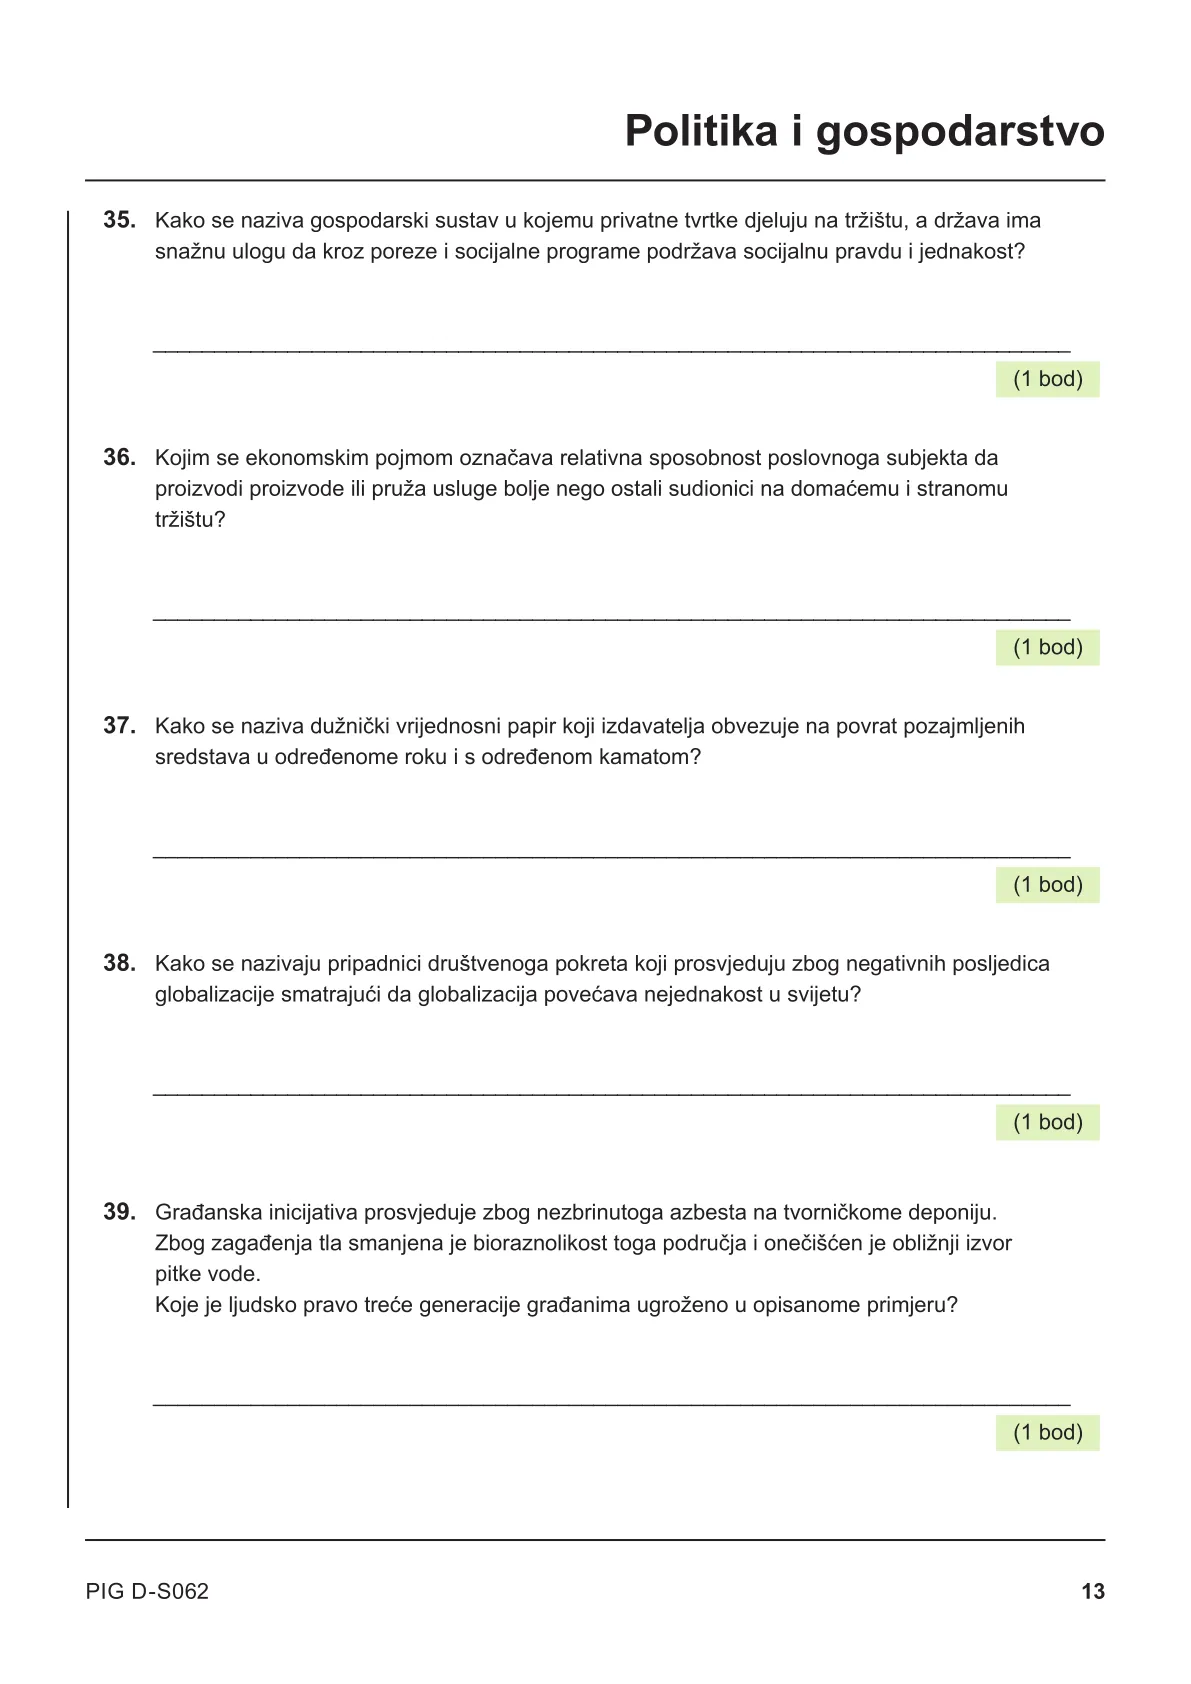 Politika i gospodarstvo
35. Kako se naziva gospodarski sustav u kojemu privatne tvrtke djeluju na tržištu, a država ima
snažnu ulogu da kroz poreze i socijalne programe podržava socijalnu pravdu i jednakost?
(1 bod)
36. Kojim se ekonomskim pojmom označava relativna sposobnost poslovnoga subjekta da
proizvodi proizvode ili pruža usluge bolje nego ostali sudionici na domaćemu i stranomu
tržištu?
(1 bod)
37. Kako se naziva dužnički vrijednosni papir koji izdavatelja obvezuje na povrat pozajmljenih
sredstava u određenome roku i s određenom kamatom?
(1 bod)
38. Kako se nazivaju pripadnici društvenoga pokreta koji prosvjeduju zbog negativnih posljedica
globalizacije smatrajući da globalizacija povećava nejednakost u svijetu?
(1 bod)
39. Građanska inicijativa prosvjeduje zbog nezbrinutoga azbesta na tvorničkome deponiju.
Zbog zagađenja tla smanjena je bioraznolikost toga područja i onečišćen je obližnji izvor
pitke vode.
Koje je ljudsko pravo treće generacije građanima ugroženo u opisanome primjeru?
(1 bod)
PIG D-S062
13